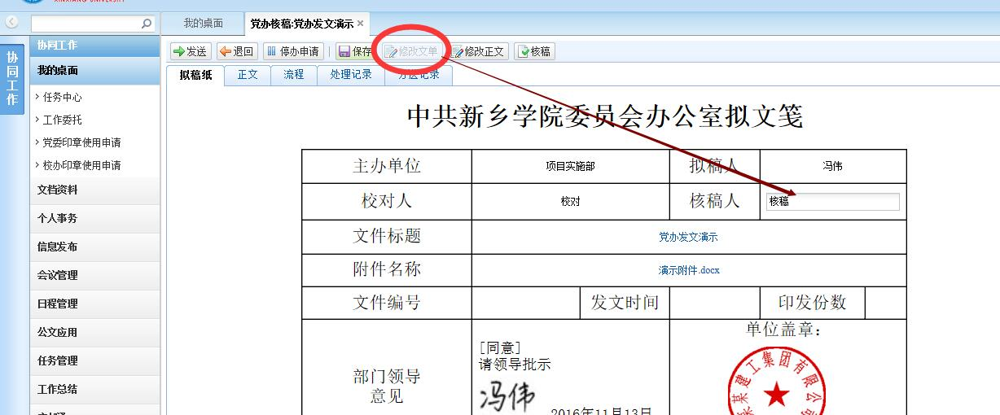 XINXIANG UNIVERSITY
我的桌面
党办核稿:党办发文演示 ×
协同工作
协同工作
我的桌面
任务中心
工作委托
党委印章使用申请
校办印章使用申请
文档资料
个人事务
信息发布
会议管理
日程管理
公文应用
任务管理
工作总结
发送 退回 停办申请 保存 修改文单 修改正文 核稿
拟稿纸 正文 流程 处理记录 分送记录
中共新乡学院委员会办公室拟文笺
主办单位 项目实施部 拟稿人 冯伟
校对人 校对 核稿人 核稿
文件标题 党办发文演示
附件名称 演示附件.docx
文件编号 发文时间 印发份数
部门领导
意见
[同意]
请领导批示
冯伟
2016年11月13日
单位盖章:
某建工集团有限公司